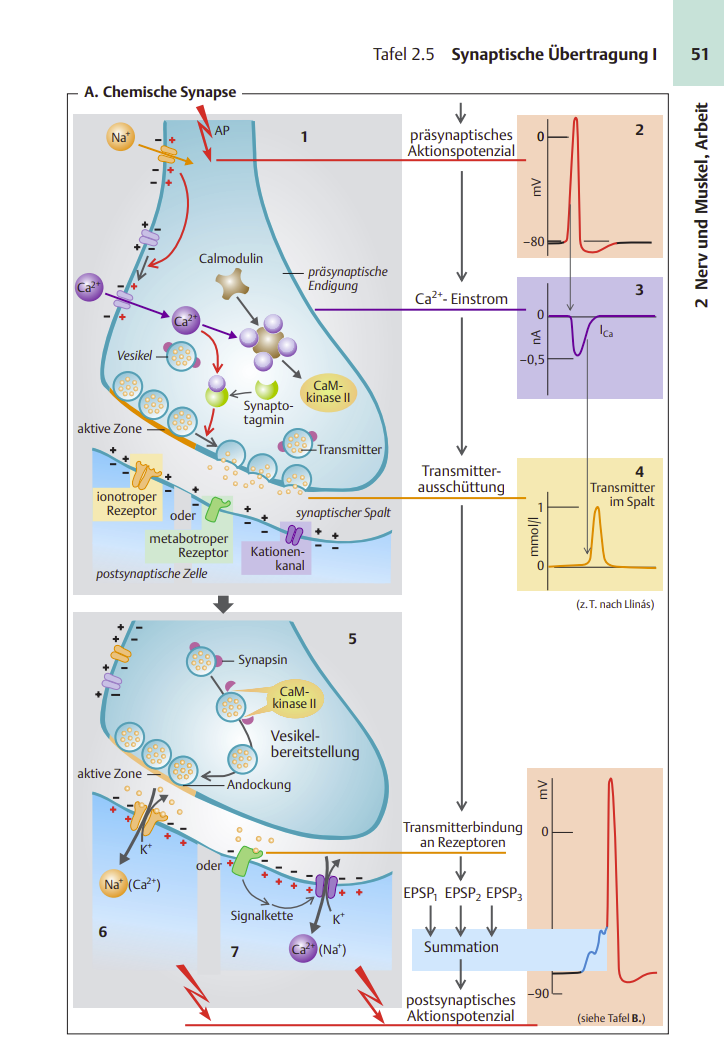 Tafel 2.5 Synaptische Übertragung I
51
2 Nerv und Muskel, Arbeit
A. Chemische Synapse
Na⁺
AP
1
Calmodulin
präsynaptische
Endigung
Ca²⁺
Ca²⁺
Vesikel
CaM-
kinase II
Synapto-
tagmin
aktive Zone
Transmitter
ionotroper
Rezeptor
oder
metabotroper
Rezeptor
synaptischer Spalt
Kationen-
kanal
postsynaptische Zelle
präsynaptisches
Aktionspotenzial
Ca²⁺- Einstrom
Transmitter-
ausschüttung
2
0
mV
–80
3
0
nA
–0,5
I Ca
4
Transmitter
im Spalt
1
mmol/l
0
(z. T. nach Llinás)
5
Synapsin
CaM-
kinase II
Vesikel-
bereitstellung
aktive Zone
Andockung
K⁺
Na⁺ (Ca²⁺)
6
oder
Signalkette
K⁺
Ca²⁺ (Na⁺)
7
Transmitterbindung
an Rezeptoren
EPSP₁ EPSP₂ EPSP₃
Summation
postsynaptisches
Aktionspotenzial
mV
0
–90
(siehe Tafel B.)